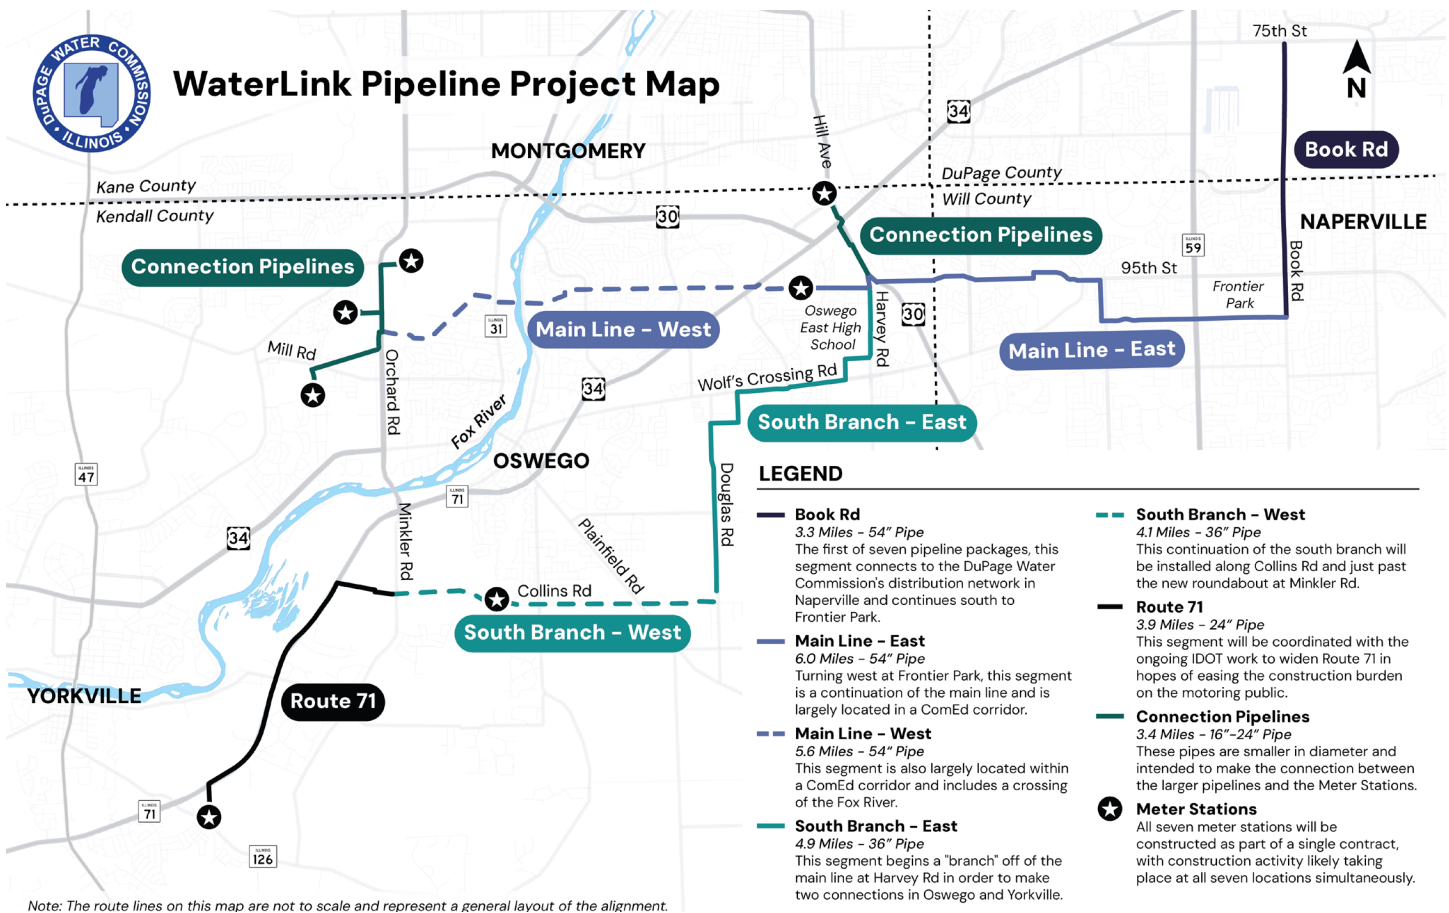 DuPAGE WATER COMMISSION
• ILLINOIS •
WaterLink Pipeline Project Map
75th St
N
34
Hill Ave
MONTGOMERY
Book Rd
Kane County
Kendall County
DuPage County
Will County
30
NAPERVILLE
Connection Pipelines
ILLINOIS
59
Connection Pipelines
95th St
Book Rd
Frontier
Park
Oswego
East High
School
Harvey Rd
30
ILLINOIS
31
Main Line - West
Main Line - East
Mill Rd
Orchard Rd
Wolf's Crossing Rd
34
Fox River
South Branch - East
OSWEGO
ILLINOIS
47
ILLINOIS
71
Douglas Rd
Minkler Rd
Plainfield Rd
34
Collins Rd
South Branch - West
YORKVILLE
Route 71
ILLINOIS
71
ILLINOIS
126
Note: The route lines on this map are not to scale and represent a general layout of the alignment.
LEGEND
Book Rd
3.3 Miles - 54" Pipe
The first of seven pipeline packages, this
segment connects to the DuPage Water
Commission's distribution network in
Naperville and continues south to
Frontier Park.
Main Line - East
6.0 Miles - 54" Pipe
Turning west at Frontier Park, this segment
is a continuation of the main line and is
largely located in a ComEd corridor.
Main Line - West
5.6 Miles - 54" Pipe
This segment is also largely located within
a ComEd corridor and includes a crossing
of the Fox River.
South Branch - East
4.9 Miles - 36" Pipe
This segment begins a "branch" off of the
main line at Harvey Rd in order to make
two connections in Oswego and Yorkville.
South Branch - West
4.1 Miles - 36" Pipe
This continuation of the south branch will
be installed along Collins Rd and just past
the new roundabout at Minkler Rd.
Route 71
3.9 Miles - 24" Pipe
This segment will be coordinated with the
ongoing IDOT work to widen Route 71 in
hopes of easing the construction burden
on the motoring public.
Connection Pipelines
3.4 Miles - 16"-24" Pipe
These pipes are smaller in diameter and
intended to make the connection between
the larger pipelines and the Meter Stations.
Meter Stations
All seven meter stations will be
constructed as part of a single contract,
with construction activity likely taking
place at all seven locations simultaneously.